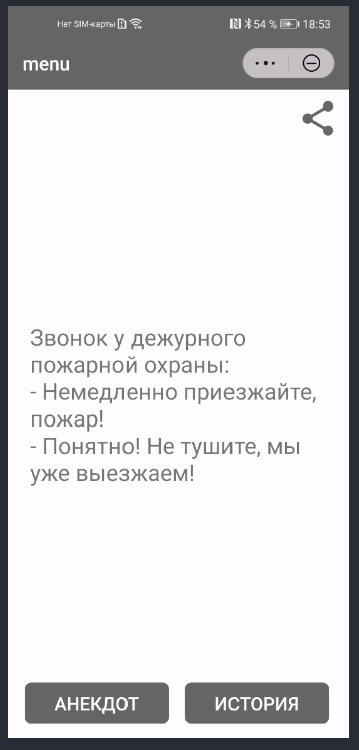 Нет SIM-карты 54 % 18:53
menu
Звонок у дежурного
пожарной охраны:
- Немедленно приезжайте,
пожар!
- Понятно! Не тушите, мы
уже выезжаем!
АНЕКДОТ ИСТОРИЯ